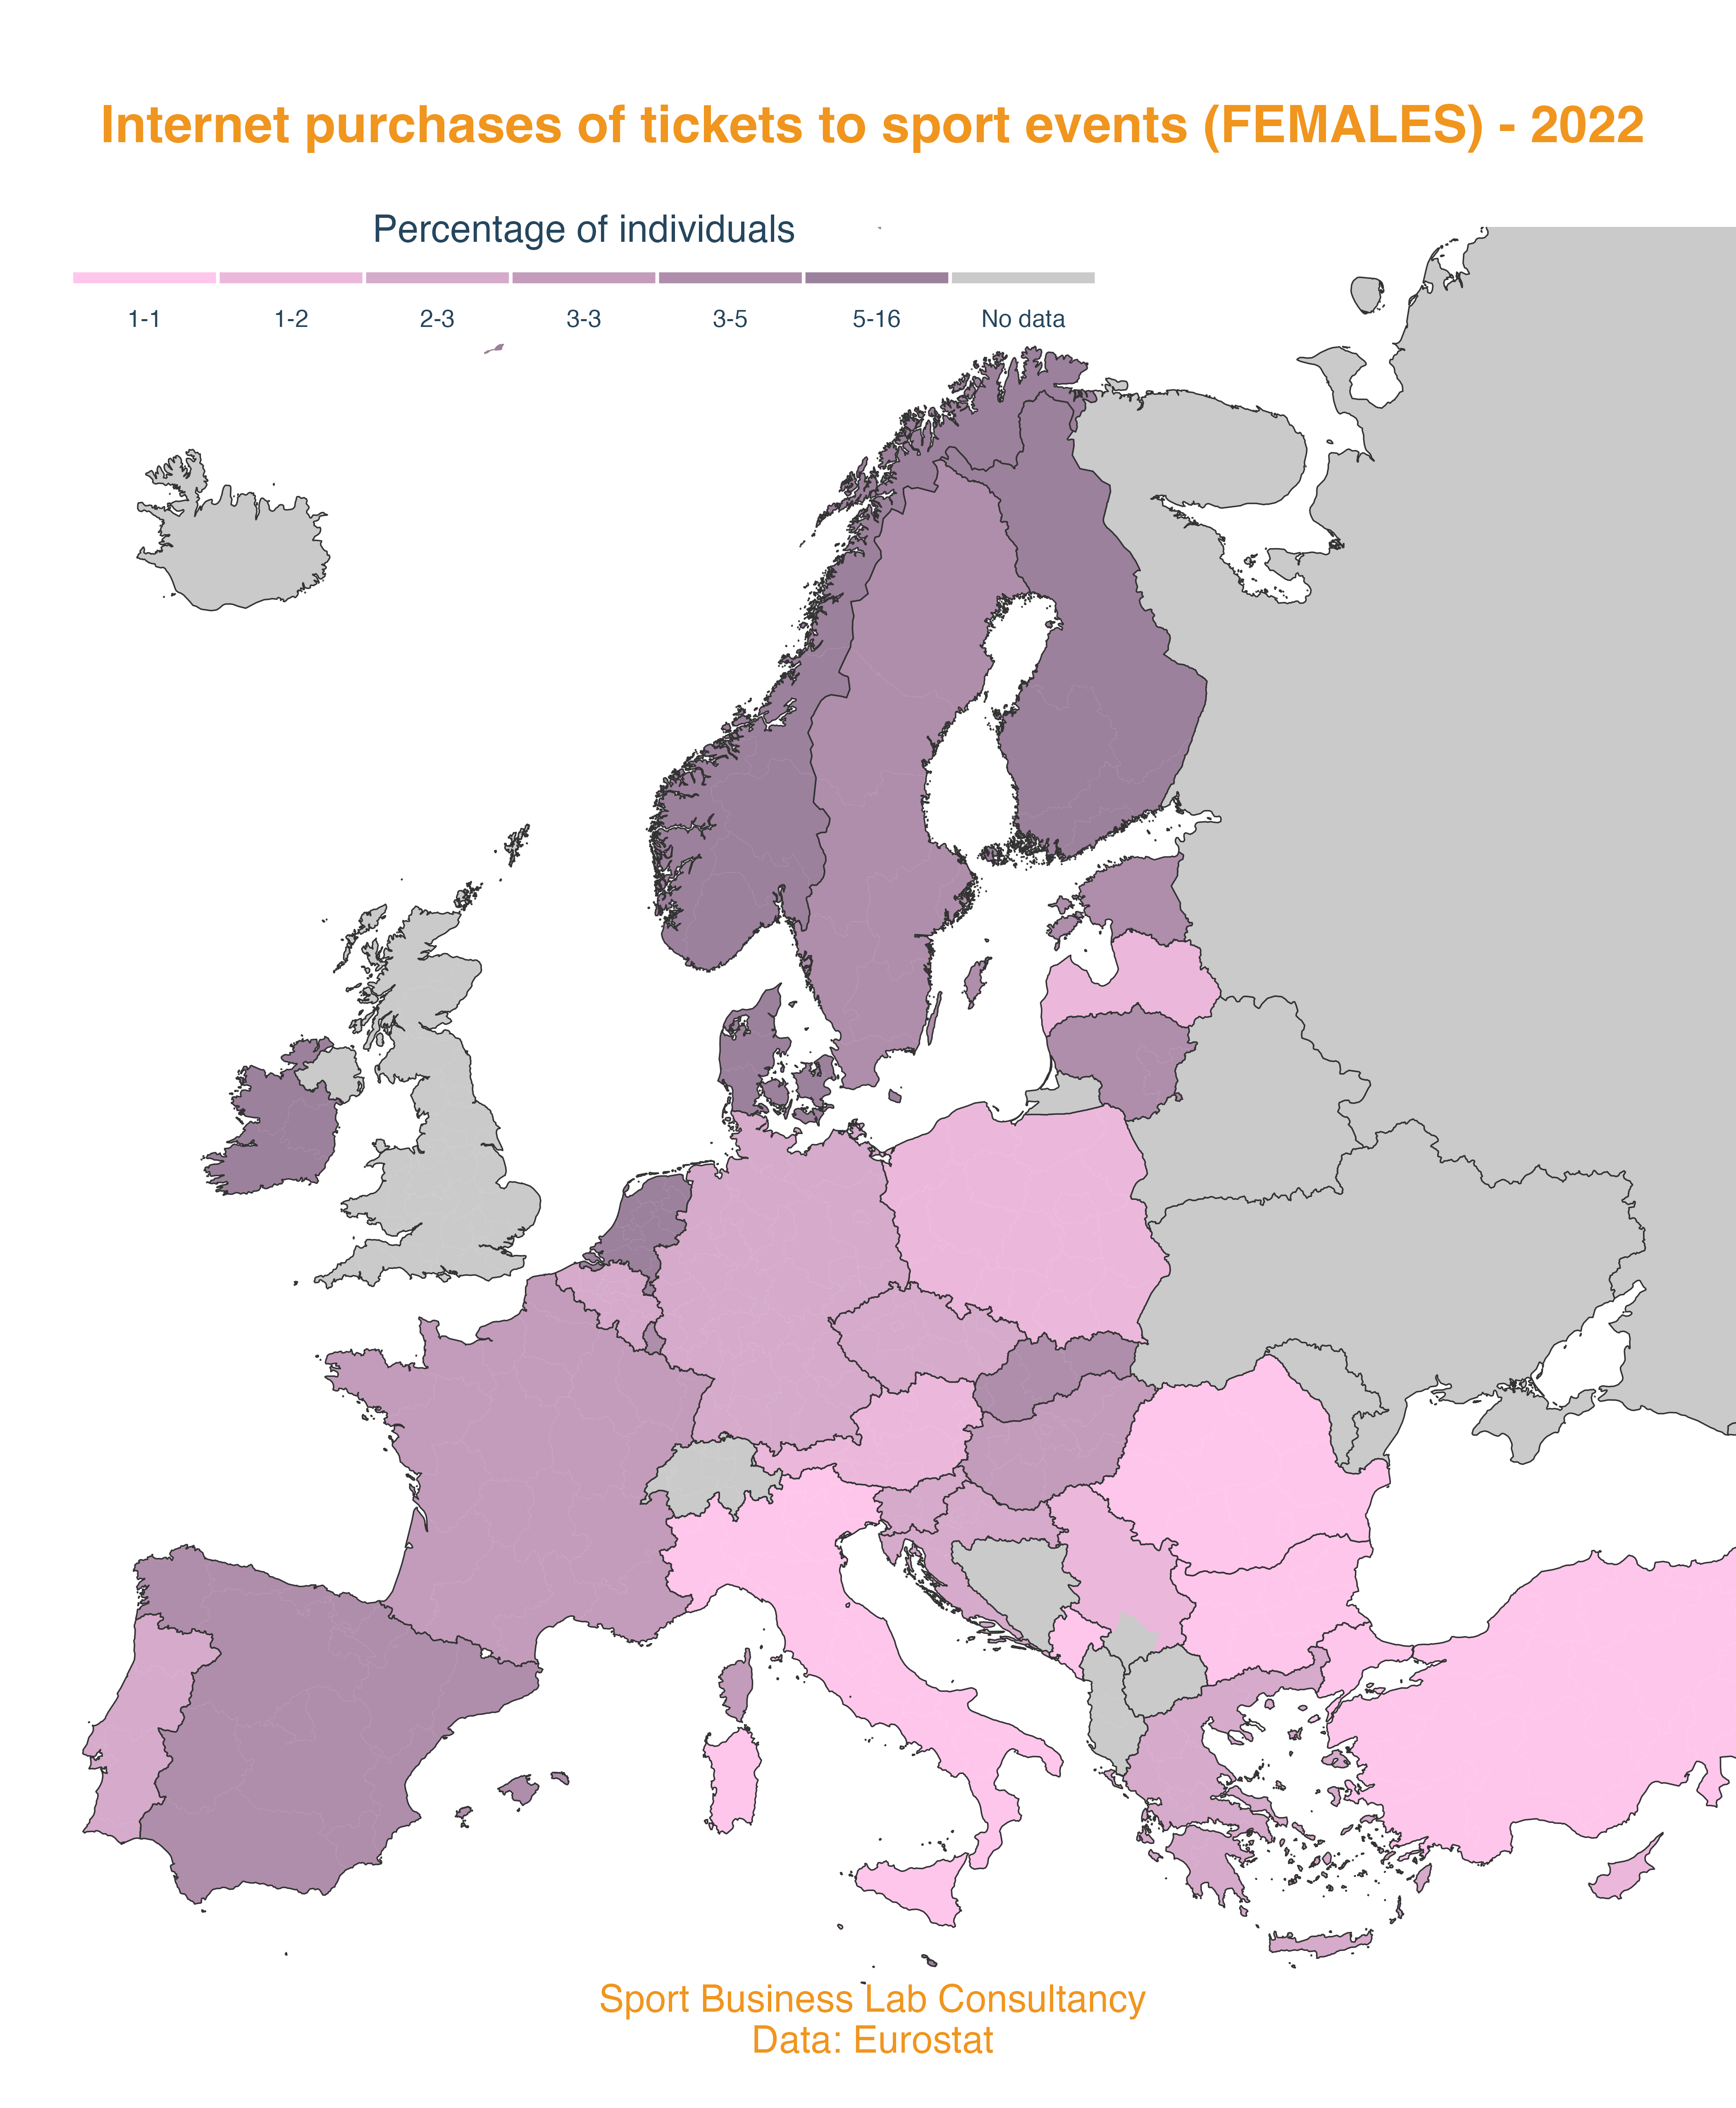 Internet purchases of tickets to sport events (FEMALES) - 2022
Percentage of individuals
1-1 1-2 2-3 3-3 3-5 5-16 No data
Sport Business Lab Consultancy
Data: Eurostat